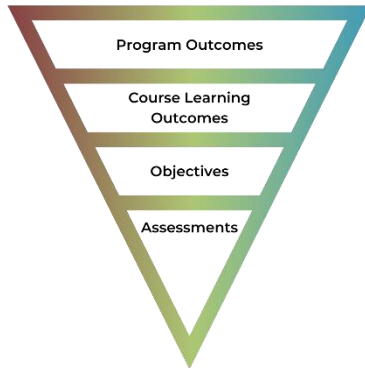 Program Outcomes
Course Learning
Outcomes
Objectives
Assessments